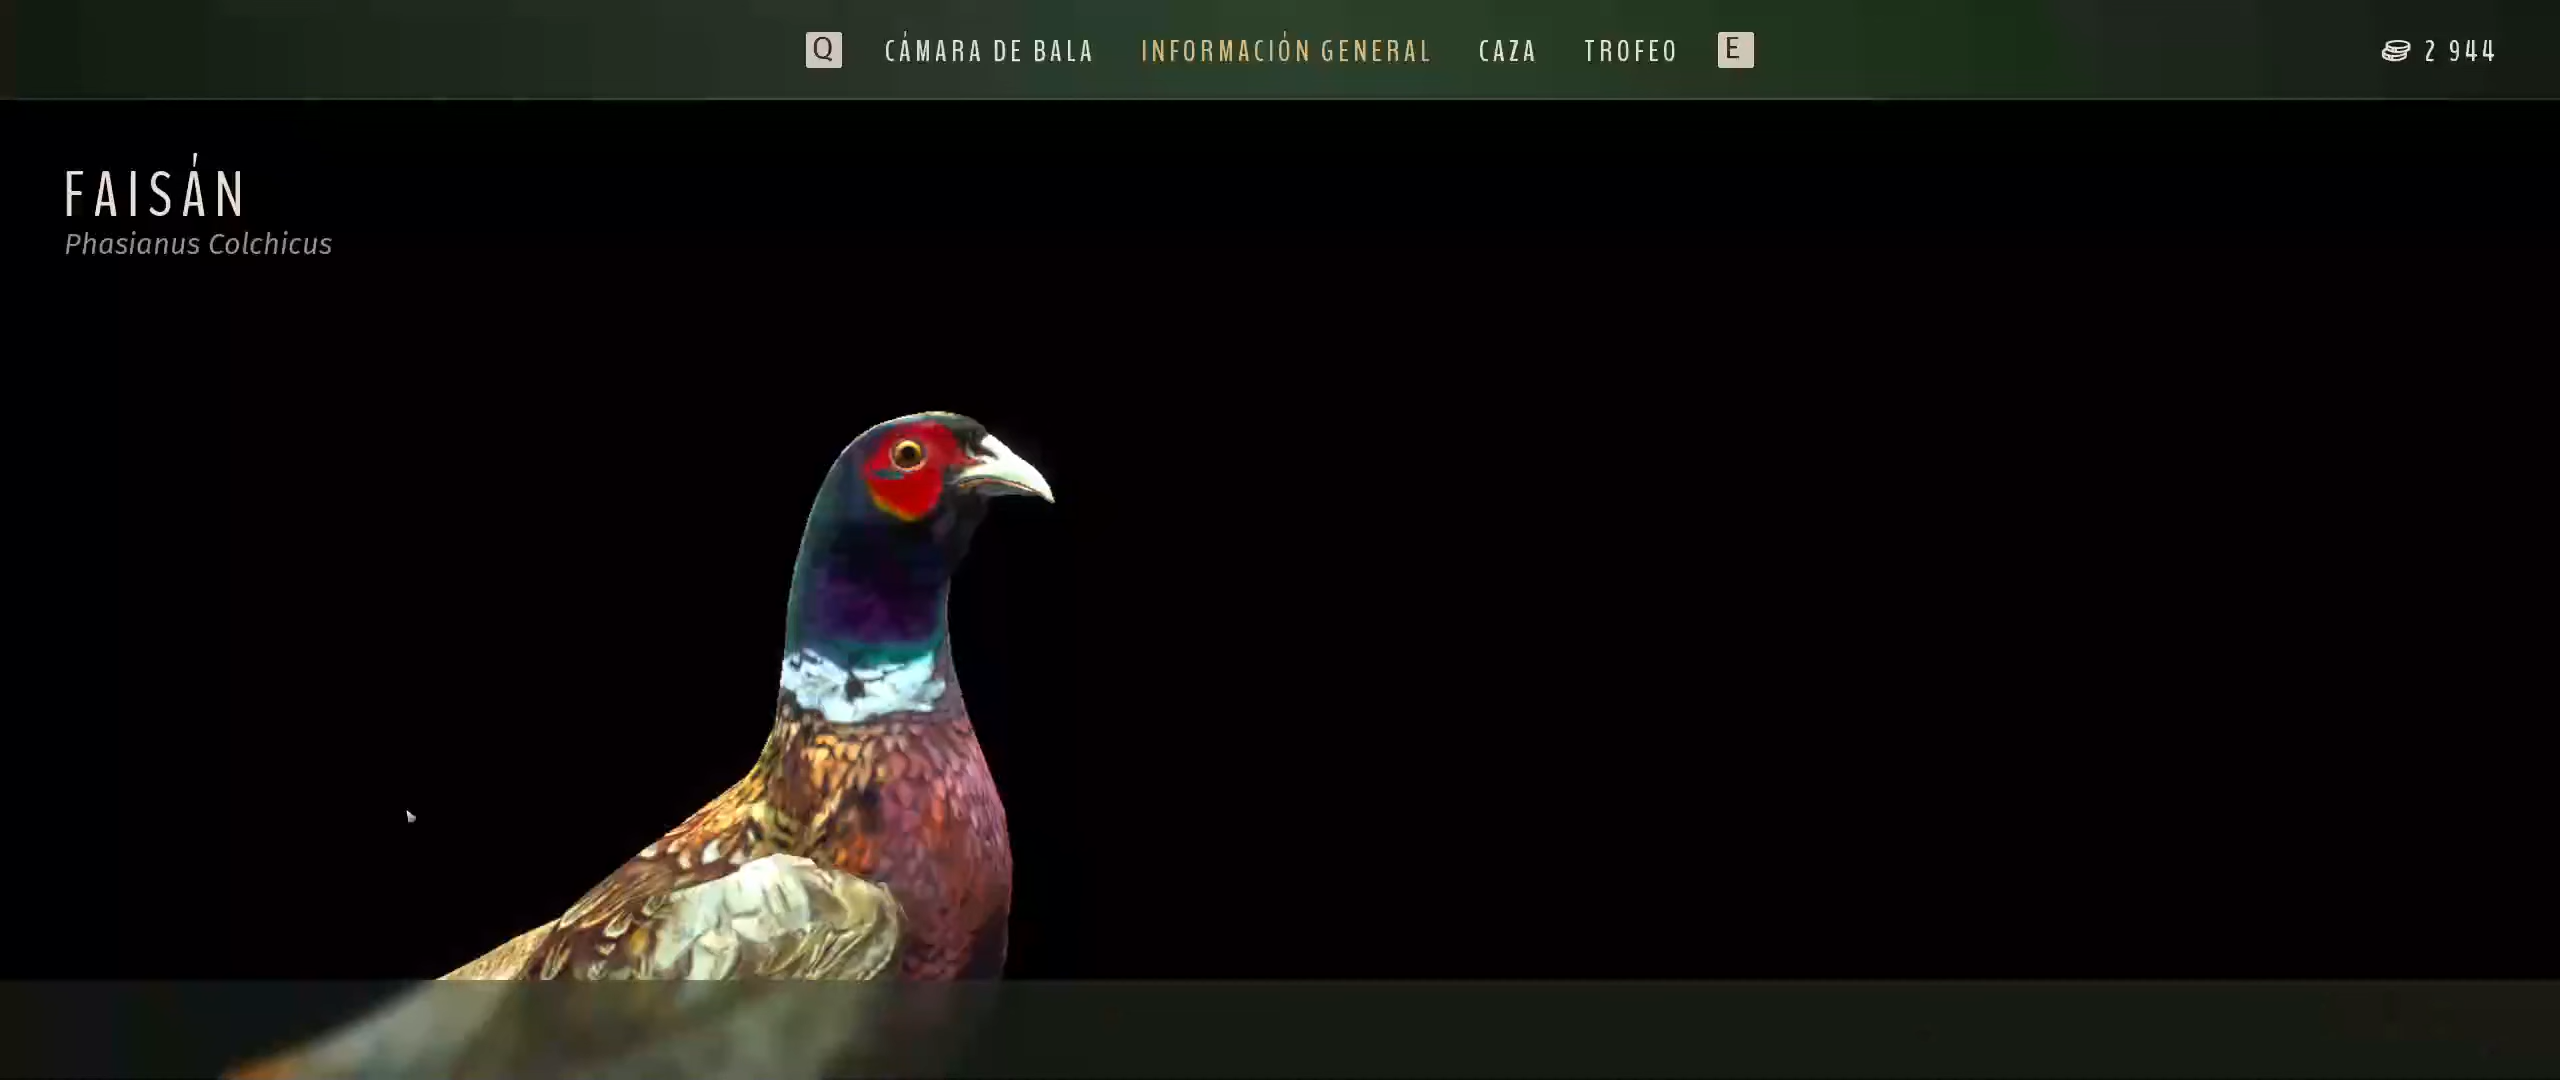 Q CÁMARA DE BALA INFORMACIÓN GENERAL CAZA TROFEO E 2 944
FAISÁN
Phasianus Colchicus